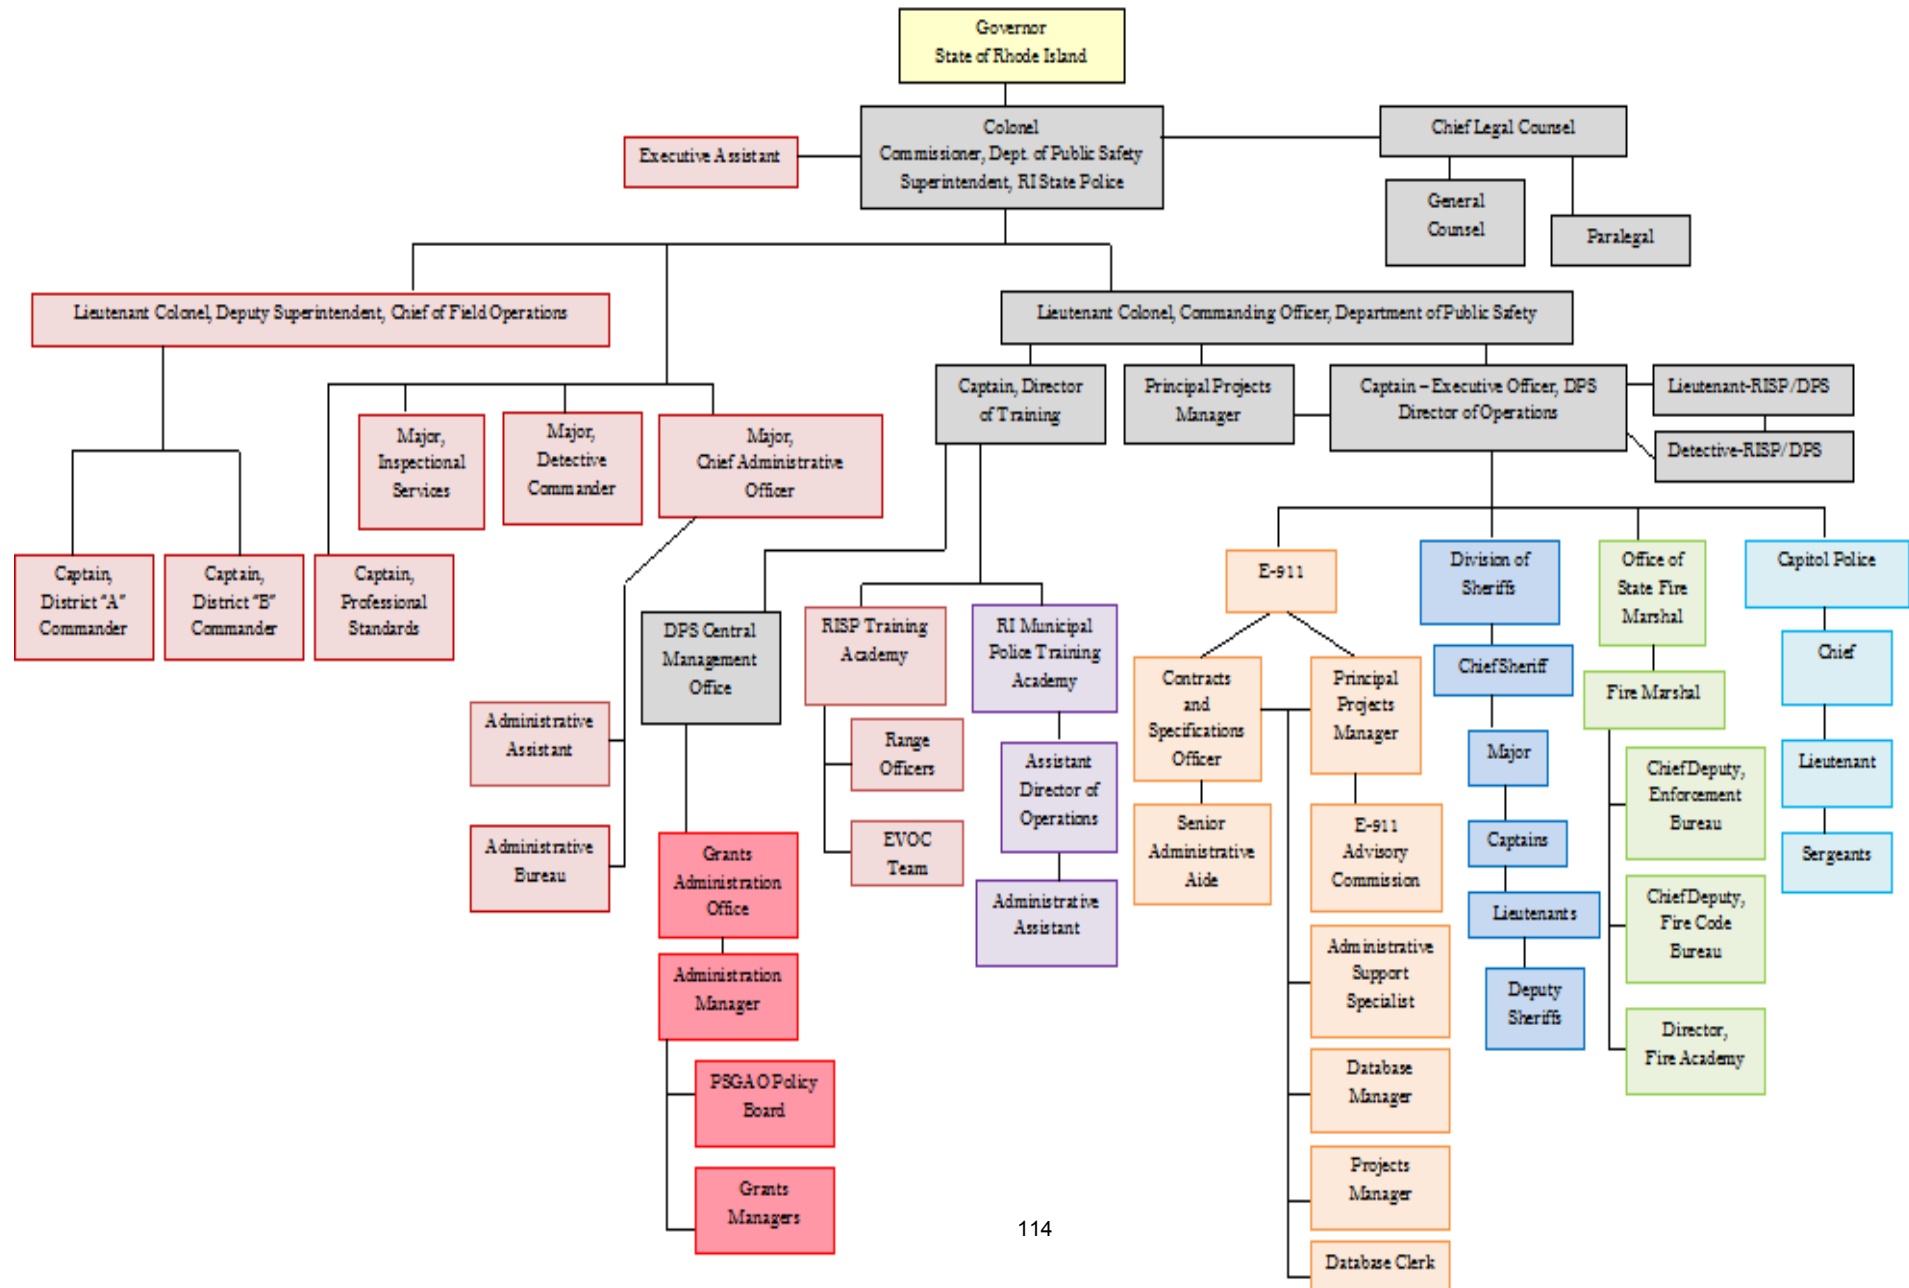 Governor
State of Rhode Island
Colonel
Commissioner, Dept. of Public Safety
Superintendent, RI State Police
Executive Assistant
Chief Legal Counsel
General
Counsel
Paralegal
Lieutenant Colonel, Deputy Superintendent, Chief of Field Operations
Lieutenant Colonel, Commanding Officer, Department of Public Safety
Captain, Director
of Training
Principal Projects
Manager
Captain – Executive Officer, DPS
Director of Operations
Lieutenant-RISP/DPS
Detective-RISP/DPS
Major,
Inspectional
Services
Major,
Detective
Commander
Major,
Chief Administrative
Officer
Captain,
District "A"
Commander
Captain,
District "B"
Commander
Captain,
Professional
Standards
Administrative
Assistant
Administrative
Bureau
DPS Central
Management
Office
RISP Training
Academy
RI Municipal
Police Training
Academy
Range
Officers
EVOC
Team
Assistant
Director of
Operations
Administrative
Assistant
Grants
Administration
Office
Administration
Manager
PSGAO Policy
Board
Grants
Managers
E-911
Contracts
and
Specifications
Officer
Principal
Projects
Manager
Senior
Administrative
Aide
E-911
Advisory
Commission
Administrative
Support
Specialist
Database
Manager
Projects
Manager
Database Clerk
Division of
Sheriffs
Chief Sheriff
Major
Captains
Lieutenants
Deputy
Sheriffs
Office of
State Fire
Marshal
Fire Marshal
Chief Deputy,
Enforcement
Bureau
Chief Deputy,
Fire Code
Bureau
Director,
Fire Academy
Capitol Police
Chief
Lieutenant
Sergeants
114